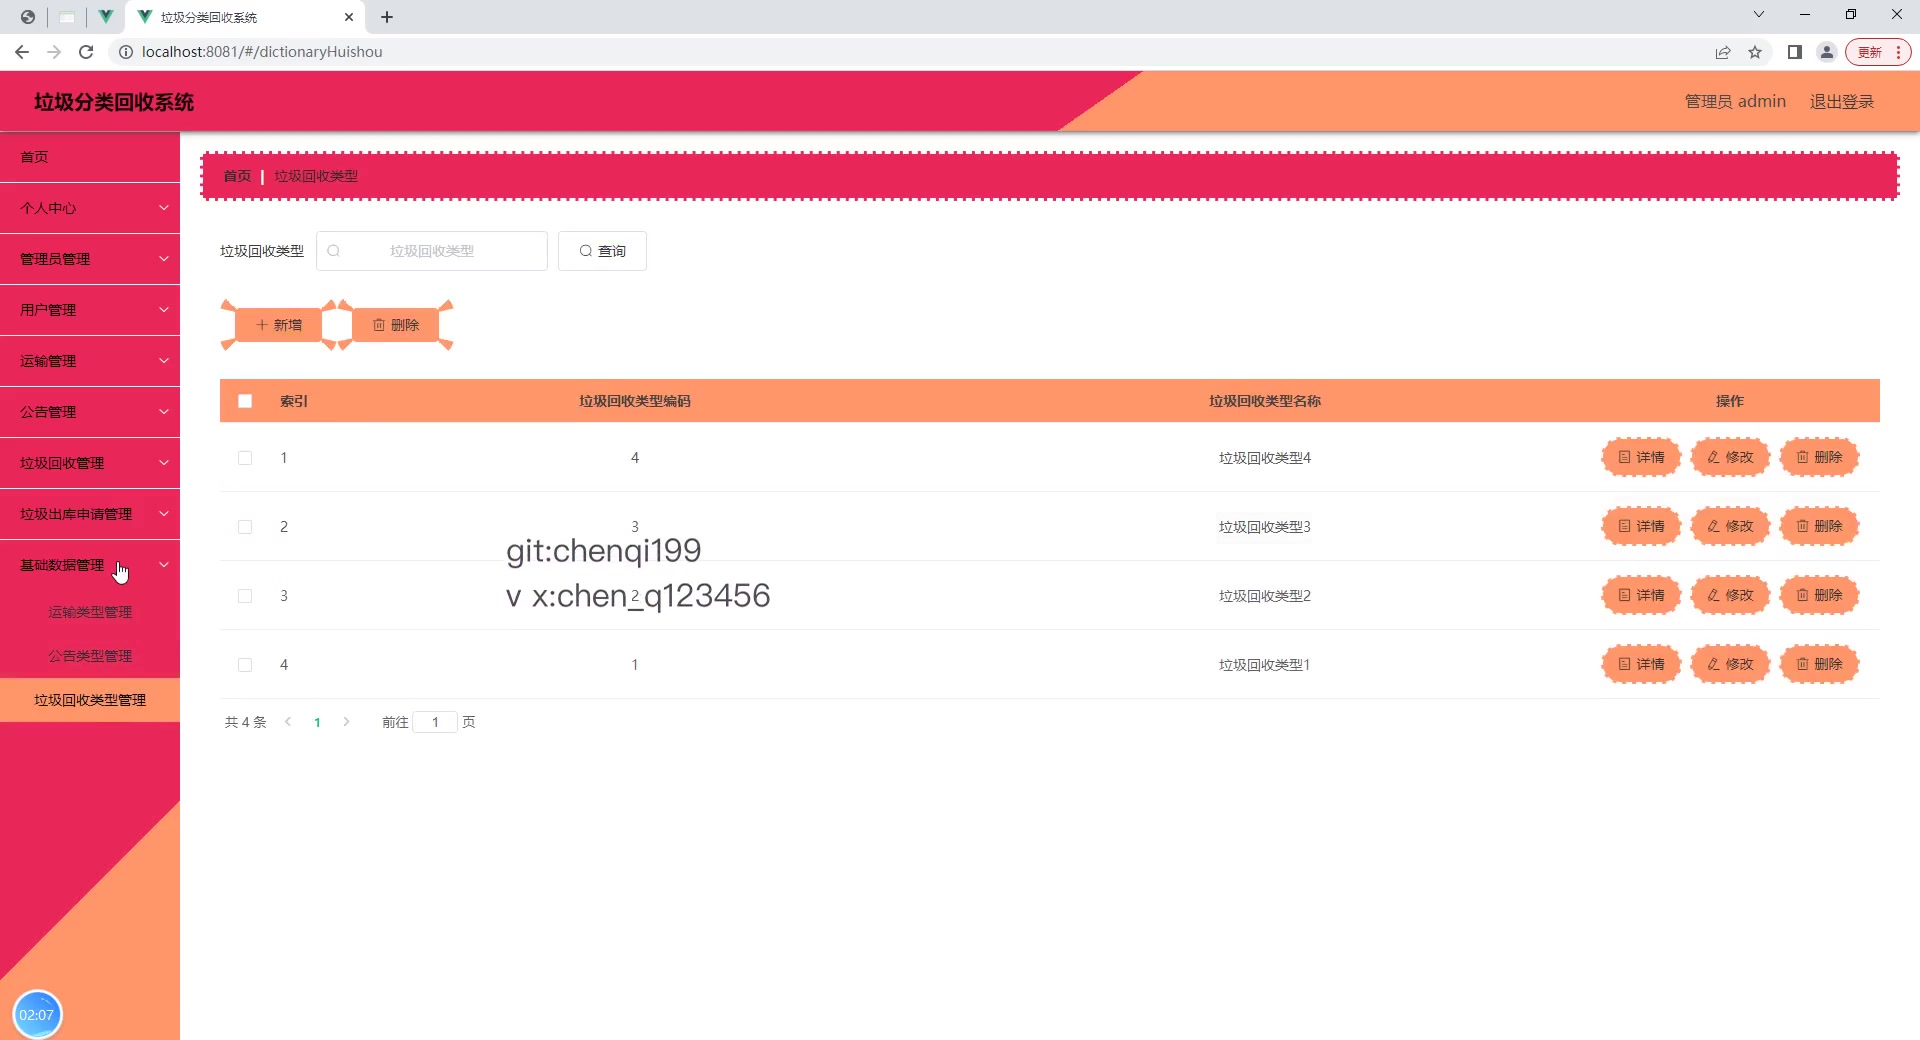 垃圾分类回收系统
localhost:8081/#/dictionaryHuishou
更新
垃圾分类回收系统
管理员 admin 退出登录
首页
个人中心
管理员管理
用户管理
运输管理
公告管理
垃圾回收管理
垃圾出库申请管理
基础数据管理
运输类型管理
公告类型管理
垃圾回收类型管理
首页 | 垃圾回收类型
垃圾回收类型 垃圾回收类型 查询
新增 删除
索引 垃圾回收类型编码 垃圾回收类型名称 操作
1 4 垃圾回收类型4 详情 修改 删除
2 3 垃圾回收类型3 详情 修改 删除
git:chenqi199
3 2 垃圾回收类型2 详情 修改 删除
v x:chen_q123456
4 1 垃圾回收类型1 详情 修改 删除
共 4 条 1 前往 1 页
02:07